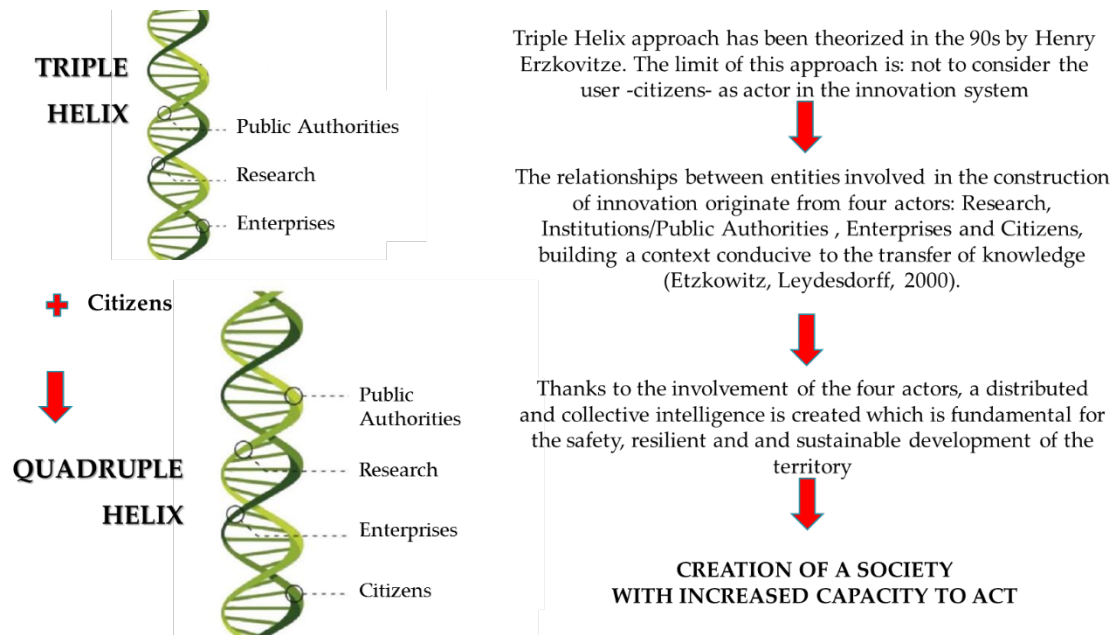 TRIPLE
HELIX
Public Authorities
Research
Enterprises
+ Citizens
QUADRUPLE
HELIX
Public
Authorities
Research
Enterprises
Citizens
Triple Helix approach has been theorized in the 90s by Henry
Erzkovitze. The limit of this approach is: not to consider the
user -citizens- as actor in the innovation system
The relationships between entities involved in the construction
of innovation originate from four actors: Research,
Institutions/Public Authorities , Enterprises and Citizens,
building a context conducive to the transfer of knowledge
(Etzkowitz, Leydesdorff, 2000).
Thanks to the involvement of the four actors, a distributed
and collective intelligence is created which is fundamental for
the safety, resilient and and sustainable development of the
territory
CREATION OF A SOCIETY
WITH INCREASED CAPACITY TO ACT